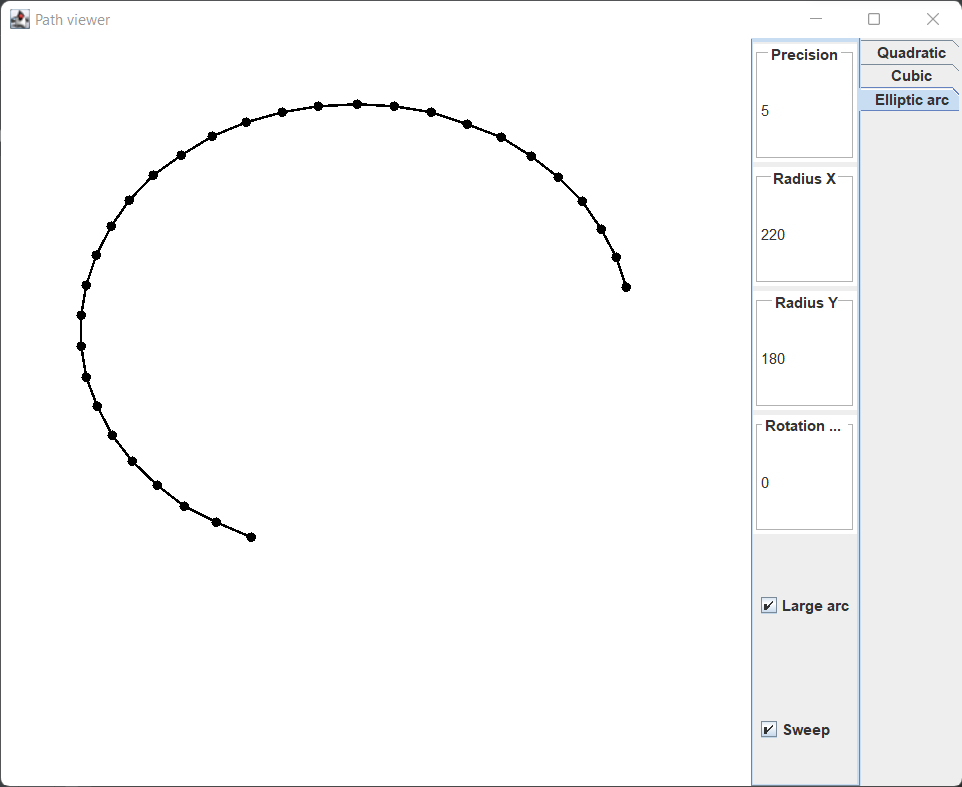 Path viewer
Precision
5
Radius X
220
Radius Y
180
Rotation ...
0
Large arc
Sweep
Quadratic
Cubic
Elliptic arc